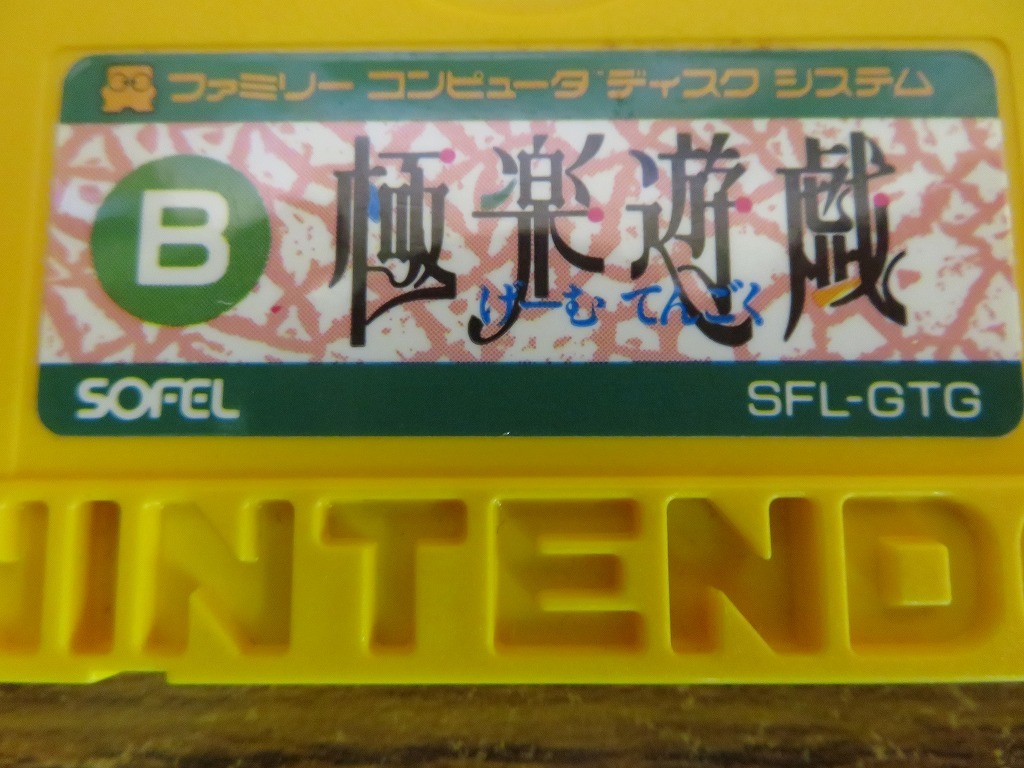 ファミリー コンピュータ ディスク システム
B
極楽遊戯
げーむ てんごく
SOFEL
SFL-GTG
NINTENDO